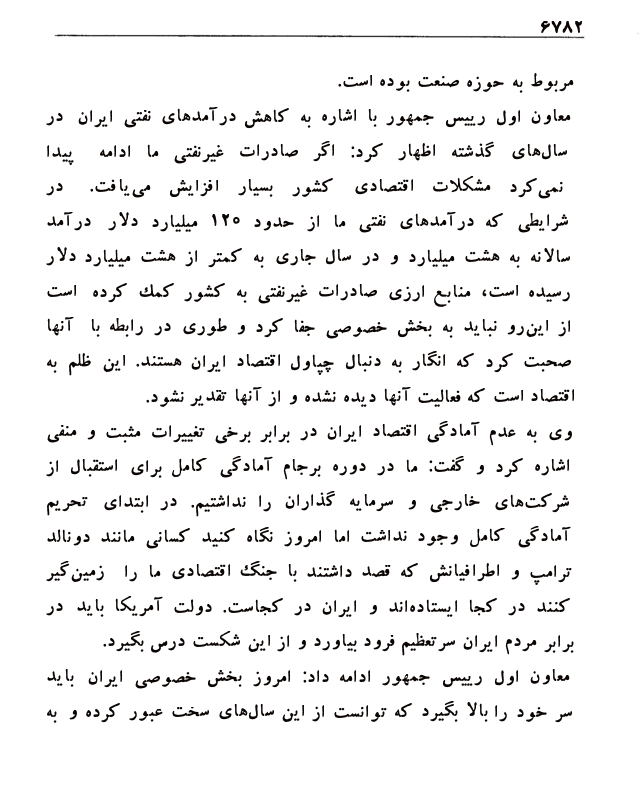 ۶۷۸۲
مربوط به حوزه صنعت بوده است.
معاون اول رییس جمهور با اشاره به کاهش درآمدهای نفتی ایران در
سال‌های گذشته اظهار کرد: اگر صادرات غیرنفتی ما ادامه پیدا
نمی‌کرد مشکلات اقتصادی کشور بسیار افزایش می‌یافت. در
شرایطی که درآمدهای نفتی ما از حدود ۱۲۰ میلیارد دلار درآمد
سالانه به هشت میلیارد و در سال جاری به کمتر از هشت میلیارد دلار
رسیده است، منابع ارزی صادرات غیرنفتی به کشور کمك کرده است
از این‌رو نباید به بخش خصوصی جفا کرد و طوری در رابطه با آنها
صحبت کرد که انگار به دنبال چپاول اقتصاد ایران هستند. این ظلم به
اقتصاد است که فعالیت آنها دیده نشده و از آنها تقدیر نشود.
وی به عدم آمادگی اقتصاد ایران در برابر برخی تغییرات مثبت و منفی
اشاره کرد و گفت: ما در دوره برجام آمادگی کامل برای استقبال از
شرکت‌های خارجی و سرمایه گذاران را نداشتیم. در ابتدای تحریم
آمادگی کامل وجود نداشت اما امروز نگاه کنید کسانی مانند دونالد
ترامپ و اطرافیانش که قصد داشتند با جنگ اقتصادی ما را زمین‌گیر
کنند در کجا ایستاده‌اند و ایران در کجاست. دولت آمریکا باید در
برابر مردم ایران سرتعظیم فرود بیاورد و از این شکست درس بگیرد.
معاون اول رییس جمهور ادامه داد: امروز بخش خصوصی ایران باید
سر خود را بالا بگیرد که توانست از این سال‌های سخت عبور کرده و به